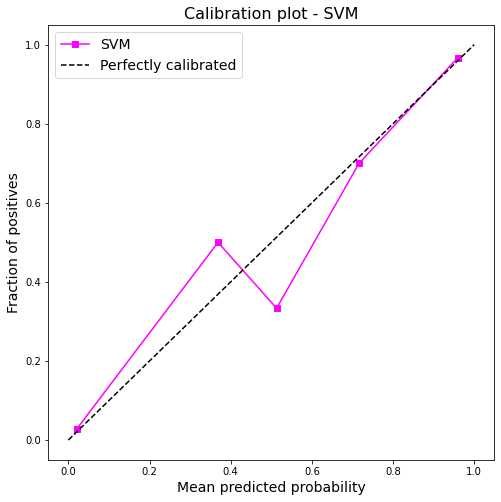 Calibration plot - SVM
SVM
Perfectly calibrated
Fraction of positives
1.0
0.8
0.6
0.4
0.2
0.0
0.0 0.2 0.4 0.6 0.8 1.0
Mean predicted probability